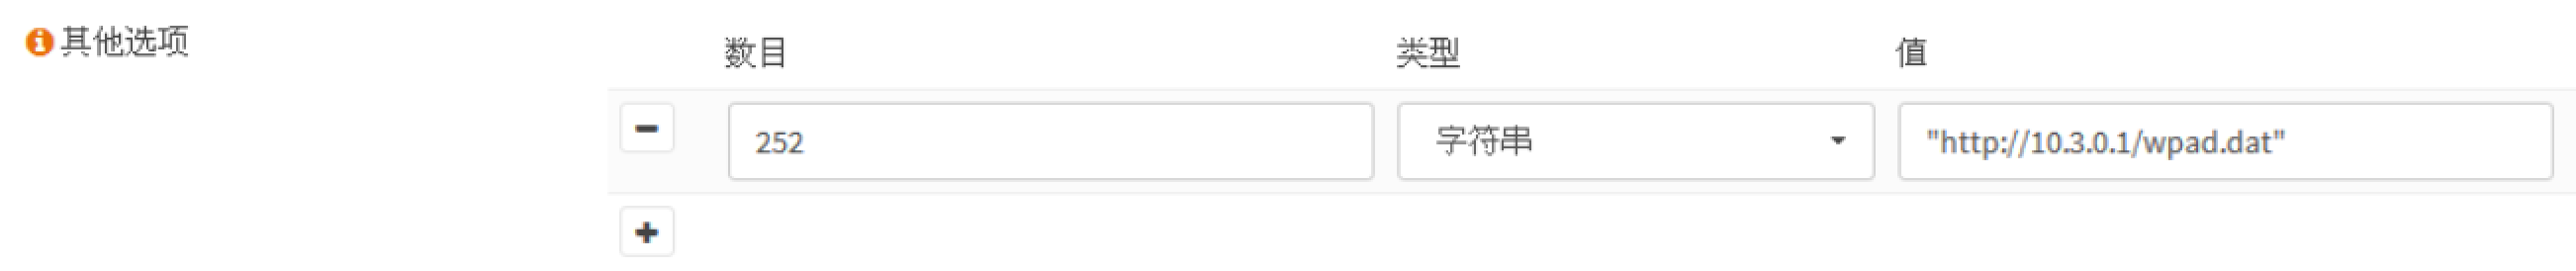 其他选项
数目 类型 值
252 字符串 "http://10.3.0.1/wpad.dat"